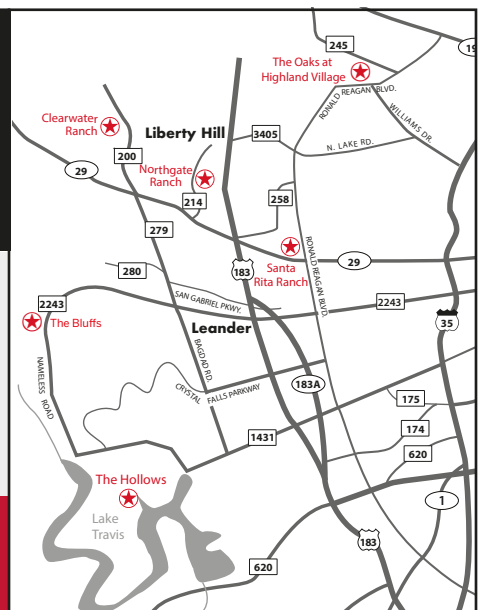 245
19
The Oaks at
Highland Village
RONALD REAGAN BLVD.
WILLIAMS DR.
Clearwater
Ranch
Liberty Hill
3405
N. LAKE RD.
200
29
Northgate
Ranch
214
258
279
RONALD REAGAN BLVD.
Santa
Rita Ranch
29
280
183
2243
SAN GABRIEL PKWY.
2243
The Bluffs
Leander
35
NAMELESS ROAD
BAGDAD RD.
CRYSTAL FALLS PARKWAY
183A
175
174
1431
620
The Hollows
Lake
Travis
1
183
620